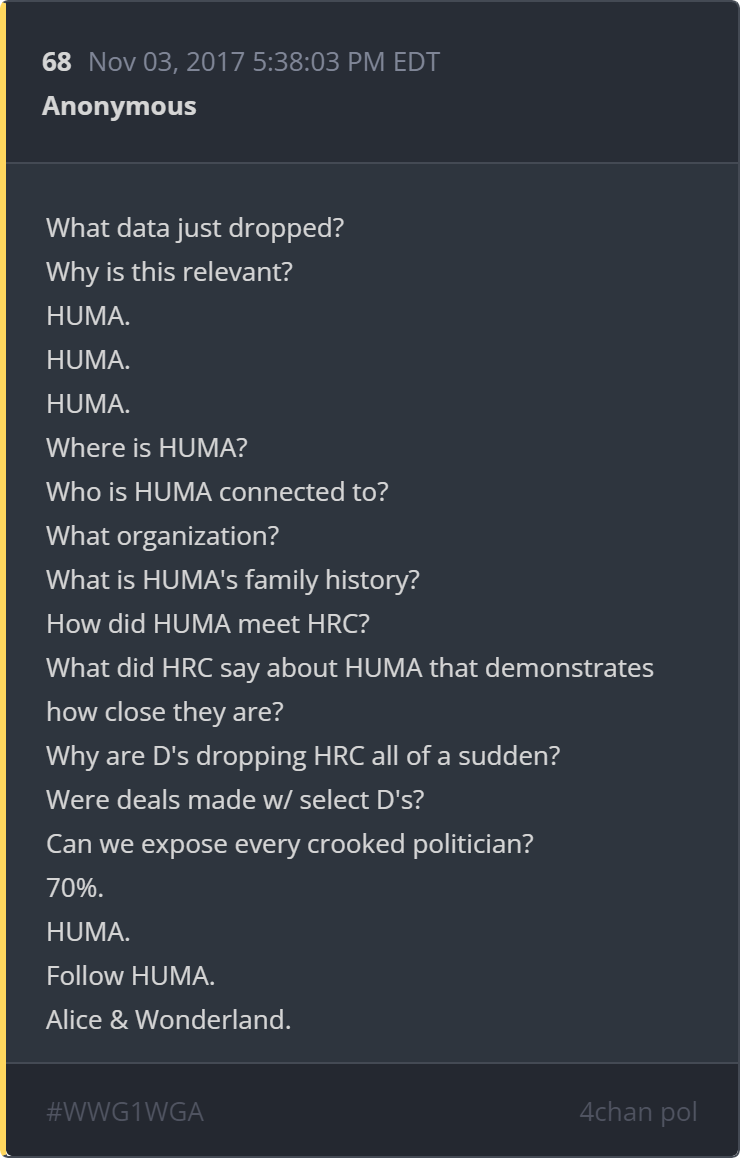 68 Nov 03, 2017 5:38:03 PM EDT
Anonymous
What data just dropped?
Why is this relevant?
HUMA.
HUMA.
HUMA.
Where is HUMA?
Who is HUMA connected to?
What organization?
What is HUMA's family history?
How did HUMA meet HRC?
What did HRC say about HUMA that demonstrates
how close they are?
Why are D's dropping HRC all of a sudden?
Were deals made w/ select D's?
Can we expose every crooked politician?
70%.
HUMA.
Follow HUMA.
Alice & Wonderland.
#WWG1WGA 4chan pol